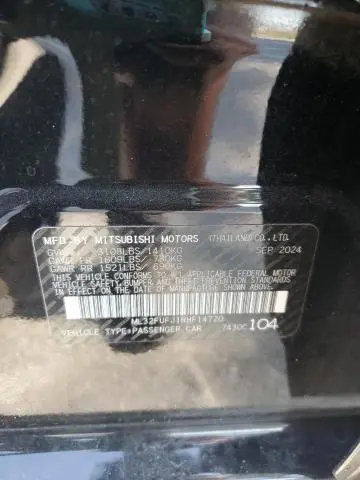 MFD.BY MITSUBISHI MOTORS (THAILAND)CO.,LTD.
GVWR 3108LBS/1410KG SEP 2024
GAWR FR 1609LBS/730KG
GAWR RR 1521LBS/690KG
THIS VEHICLE CONFORMS TO ALL APPLICABLE FEDERAL MOTOR
VEHICLE SAFETY, BUMPER AND THEFT PREVENTION STANDARDS
IN EFFECT ON THE DATE OF MANUFACTURE SHOWN ABOVE.
ML32FUFJ1RHF14720
VEHICLE TYPE:PASSENGER CAR 7430C 104